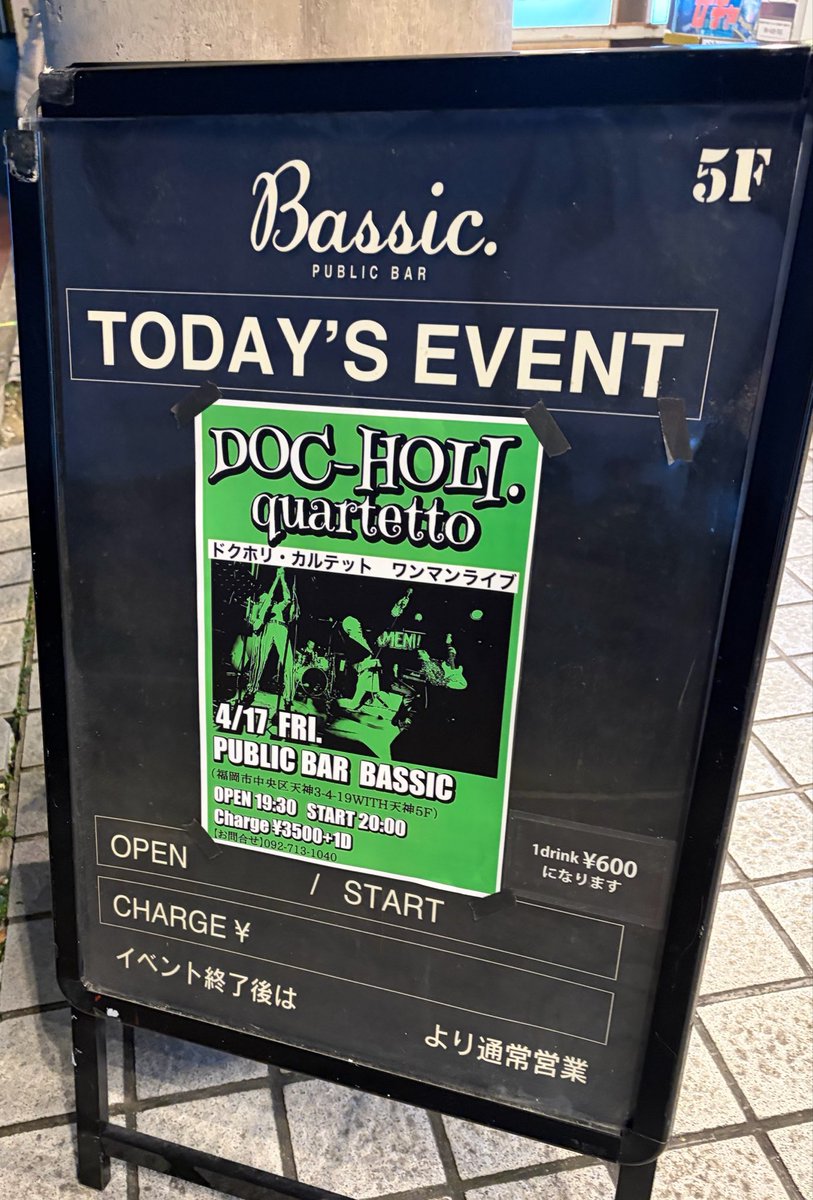 5F
Bassic.
PUBLIC BAR
TODAY'S EVENT
DOC-HOLI.
quartetto
ドクホリ・カルテット ワンマンライブ
MENU
4/17 FRI.
PUBLIC BAR BASSIC
(福岡市中央区天神3-4-19WITH天神5F)
OPEN 19:30 START 20:00
Charge ¥3500+1D
【お問合せ】092-713-1040
1drink ¥600
になります
OPEN / START
CHARGE ¥
イベント終了後は
より通常営業